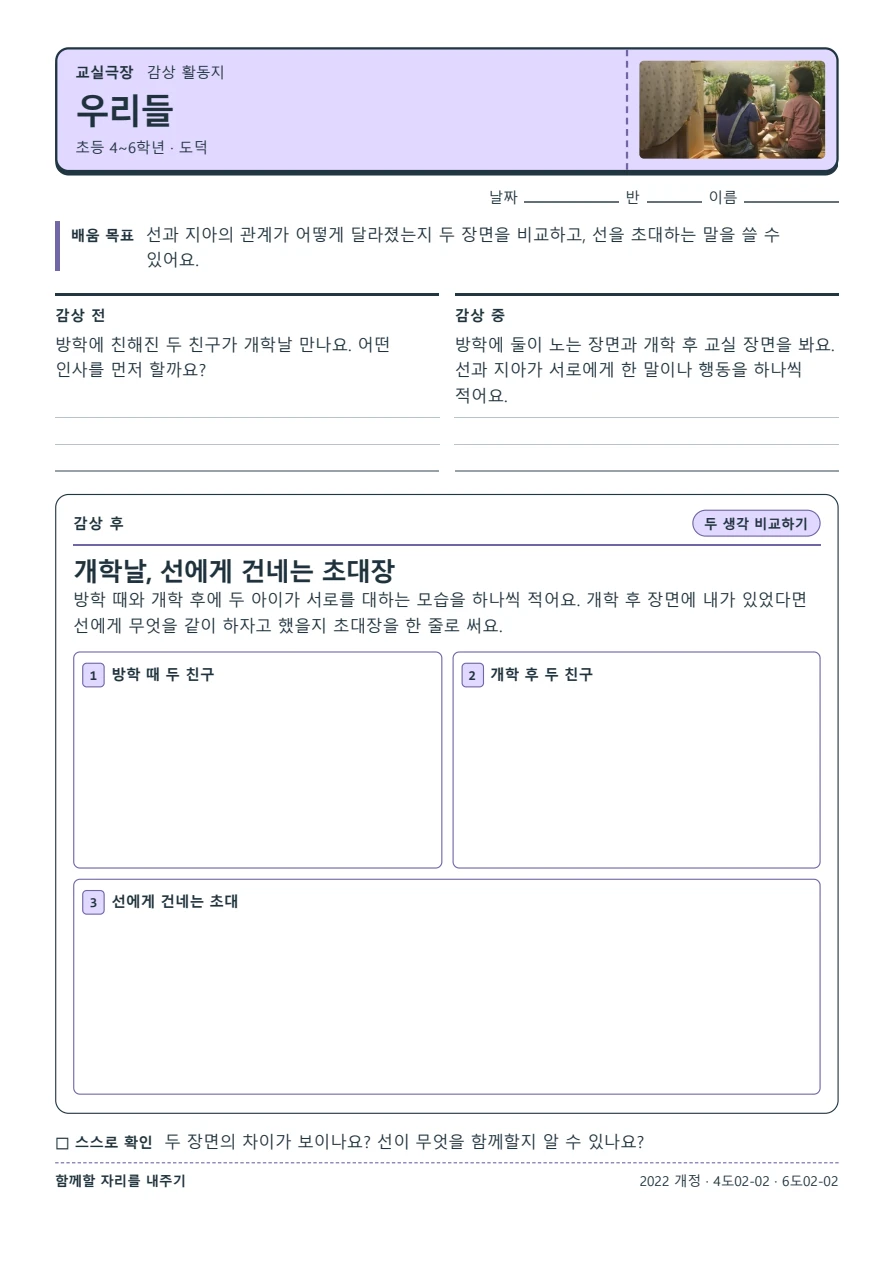 교실극장 감상 활동지
우리들
초등 4~6학년 · 도덕
날짜 반 이름
배움 목표 선과 지아의 관계가 어떻게 달라졌는지 두 장면을 비교하고, 선을 초대하는 말을 쓸 수
있어요.
감상 전
방학에 친해진 두 친구가 개학날 만나요. 어떤
인사를 먼저 할까요?
감상 중
방학에 둘이 노는 장면과 개학 후 교실 장면을 봐요.
선과 지아가 서로에게 한 말이나 행동을 하나씩
적어요.
감상 후
두 생각 비교하기
개학날, 선에게 건네는 초대장
방학 때와 개학 후에 두 아이가 서로를 대하는 모습을 하나씩 적어요. 개학 후 장면에 내가 있었다면
선에게 무엇을 같이 하자고 했을지 초대장을 한 줄로 써요.
1 방학 때 두 친구
2 개학 후 두 친구
3 선에게 건네는 초대
□ 스스로 확인 두 장면의 차이가 보이나요? 선이 무엇을 함께할지 알 수 있나요?
함께할 자리를 내주기
2022 개정 · 4도02-02 · 6도02-02